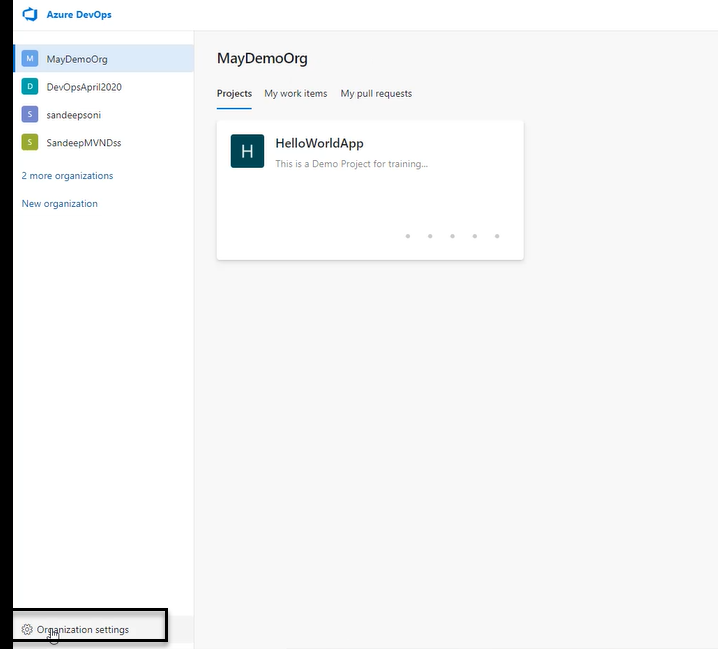 Azure DevOps
M MayDemoOrg
D DevOpsApril2020
S sandeepsoni
S SandeepMVNDss
2 more organizations
New organization
MayDemoOrg
Projects My work items My pull requests
H HelloWorldApp
This is a Demo Project for training...
Organization settings